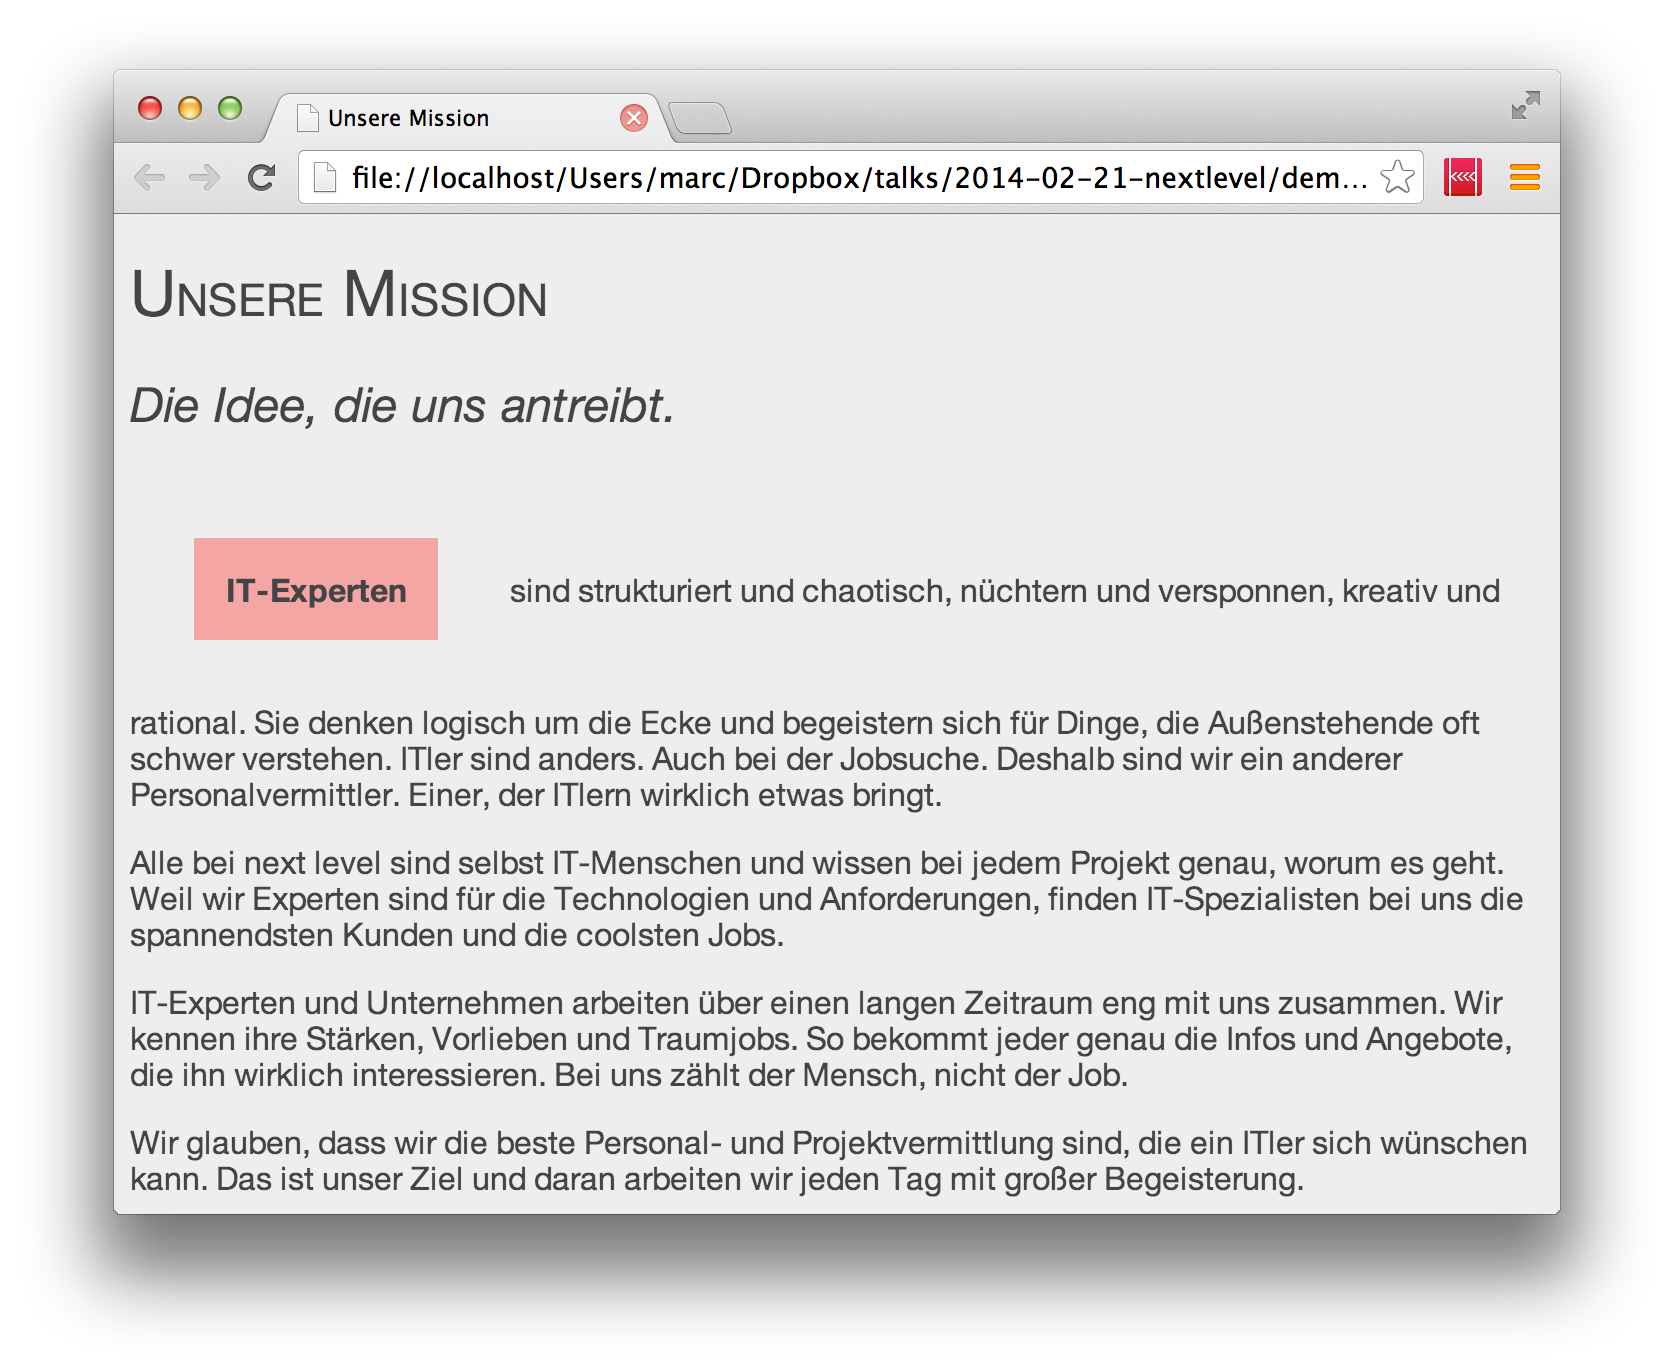 Unsere Mission
file://localhost/Users/marc/Dropbox/talks/2014-02-21-nextlevel/dem...
Unsere Mission
Die Idee, die uns antreibt.
IT-Experten sind strukturiert und chaotisch, nüchtern und versponnen, kreativ und
rational. Sie denken logisch um die Ecke und begeistern sich für Dinge, die Außenstehende oft
schwer verstehen. ITler sind anders. Auch bei der Jobsuche. Deshalb sind wir ein anderer
Personalvermittler. Einer, der ITlern wirklich etwas bringt.
Alle bei next level sind selbst IT-Menschen und wissen bei jedem Projekt genau, worum es geht.
Weil wir Experten sind für die Technologien und Anforderungen, finden IT-Spezialisten bei uns die
spannendsten Kunden und die coolsten Jobs.
IT-Experten und Unternehmen arbeiten über einen langen Zeitraum eng mit uns zusammen. Wir
kennen ihre Stärken, Vorlieben und Traumjobs. So bekommt jeder genau die Infos und Angebote,
die ihn wirklich interessieren. Bei uns zählt der Mensch, nicht der Job.
Wir glauben, dass wir die beste Personal- und Projektvermittlung sind, die ein ITler sich wünschen
kann. Das ist unser Ziel und daran arbeiten wir jeden Tag mit großer Begeisterung.